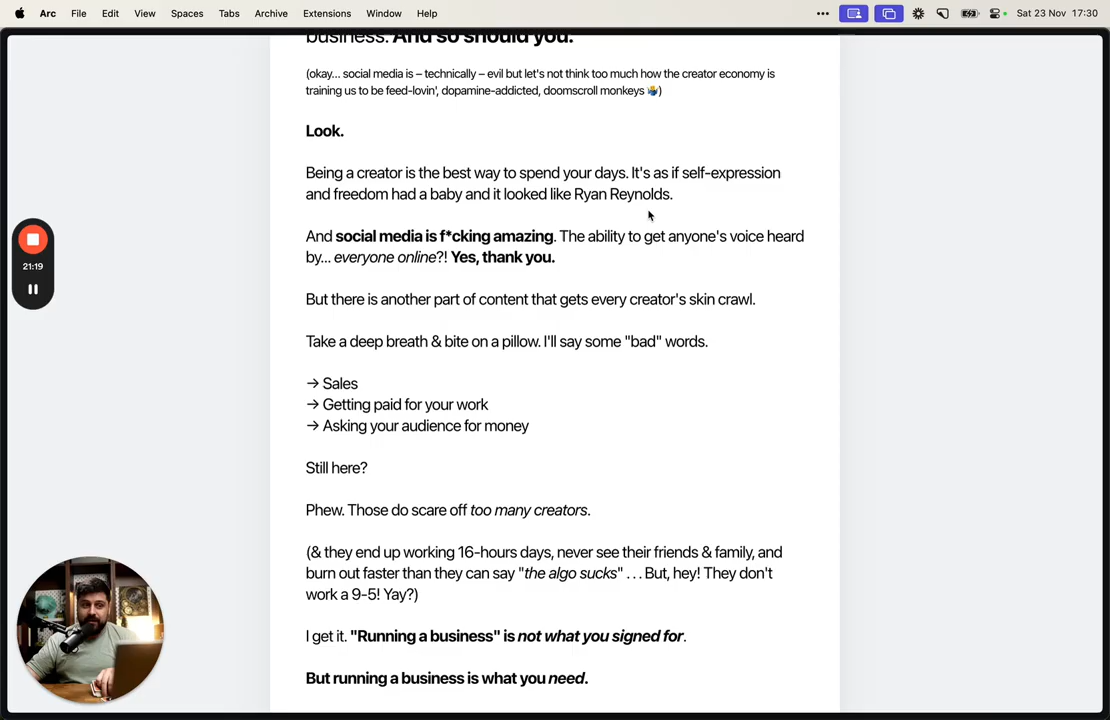 Arc File Edit View Spaces Tabs Archive Extensions Window Help Sat 23 Nov 17:30
business. And so should you.
(okay... social media is – technically – evil but let's not think too much how the creator economy is
training us to be feed-lovin', dopamine-addicted, doomscroll monkeys 🤹)
Look.
Being a creator is the best way to spend your days. It's as if self-expression
and freedom had a baby and it looked like Ryan Reynolds.
And social media is f*cking amazing. The ability to get anyone's voice heard
by... everyone online?! Yes, thank you.
21:19
But there is another part of content that gets every creator's skin crawl.
Take a deep breath & bite on a pillow. I'll say some "bad" words.
→ Sales
→ Getting paid for your work
→ Asking your audience for money
Still here?
Phew. Those do scare off too many creators.
(& they end up working 16-hours days, never see their friends & family, and
burn out faster than they can say "the algo sucks" . . . But, hey! They don't
work a 9-5! Yay?)
I get it. "Running a business" is not what you signed for.
But running a business is what you need.